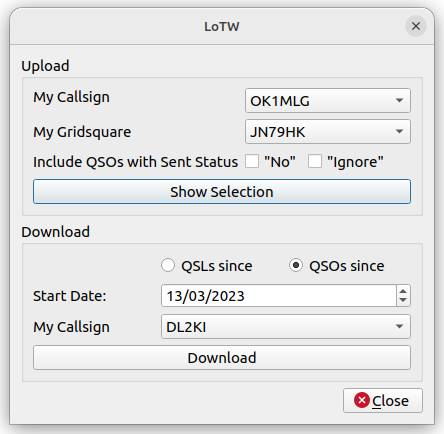 LoTW
Upload
My Callsign OK1MLG
My Gridsquare JN79HK
Include QSOs with Sent Status "No" "Ignore"
Show Selection
Download
QSLs since QSOs since
Start Date: 13/03/2023
My Callsign DL2KI
Download
Close